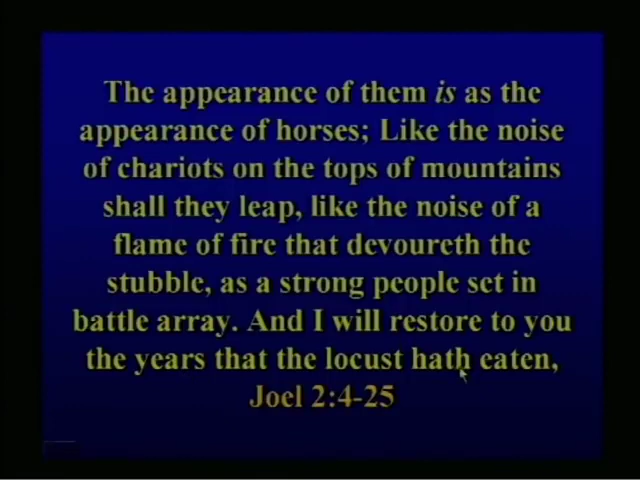 The appearance of them is as the
appearance of horses; Like the noise
of chariots on the tops of mountains
shall they leap, like the noise of a
flame of fire that devoureth the
stubble, as a strong people set in
battle array. And I will restore to you
the years that the locust hath eaten,
Joel 2:4-25